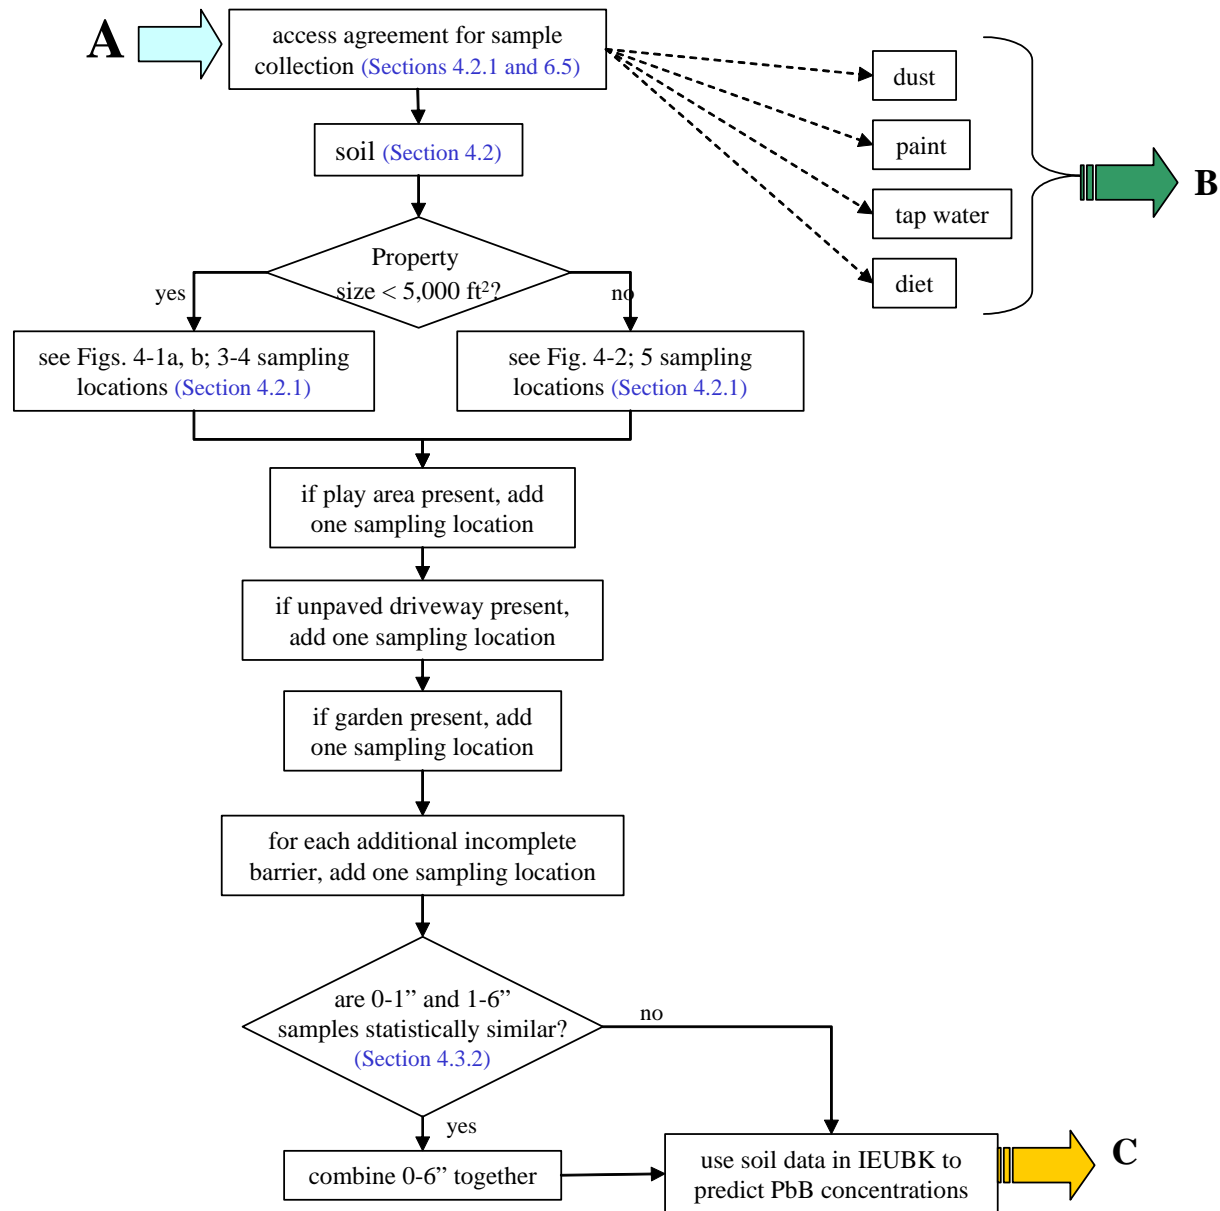 A
access agreement for sample
collection (Sections 4.2.1 and 6.5)
dust
paint
tap water
diet
B
soil (Section 4.2)
Property
size < 5,000 ft²?
yes
no
see Figs. 4-1a, b; 3-4 sampling
locations (Section 4.2.1)
see Fig. 4-2; 5 sampling
locations (Section 4.2.1)
if play area present, add
one sampling location
if unpaved driveway present,
add one sampling location
if garden present, add
one sampling location
for each additional incomplete
barrier, add one sampling location
are 0-1” and 1-6”
samples statistically similar?
(Section 4.3.2)
no
yes
combine 0-6” together
use soil data in IEUBK to
predict PbB concentrations
C